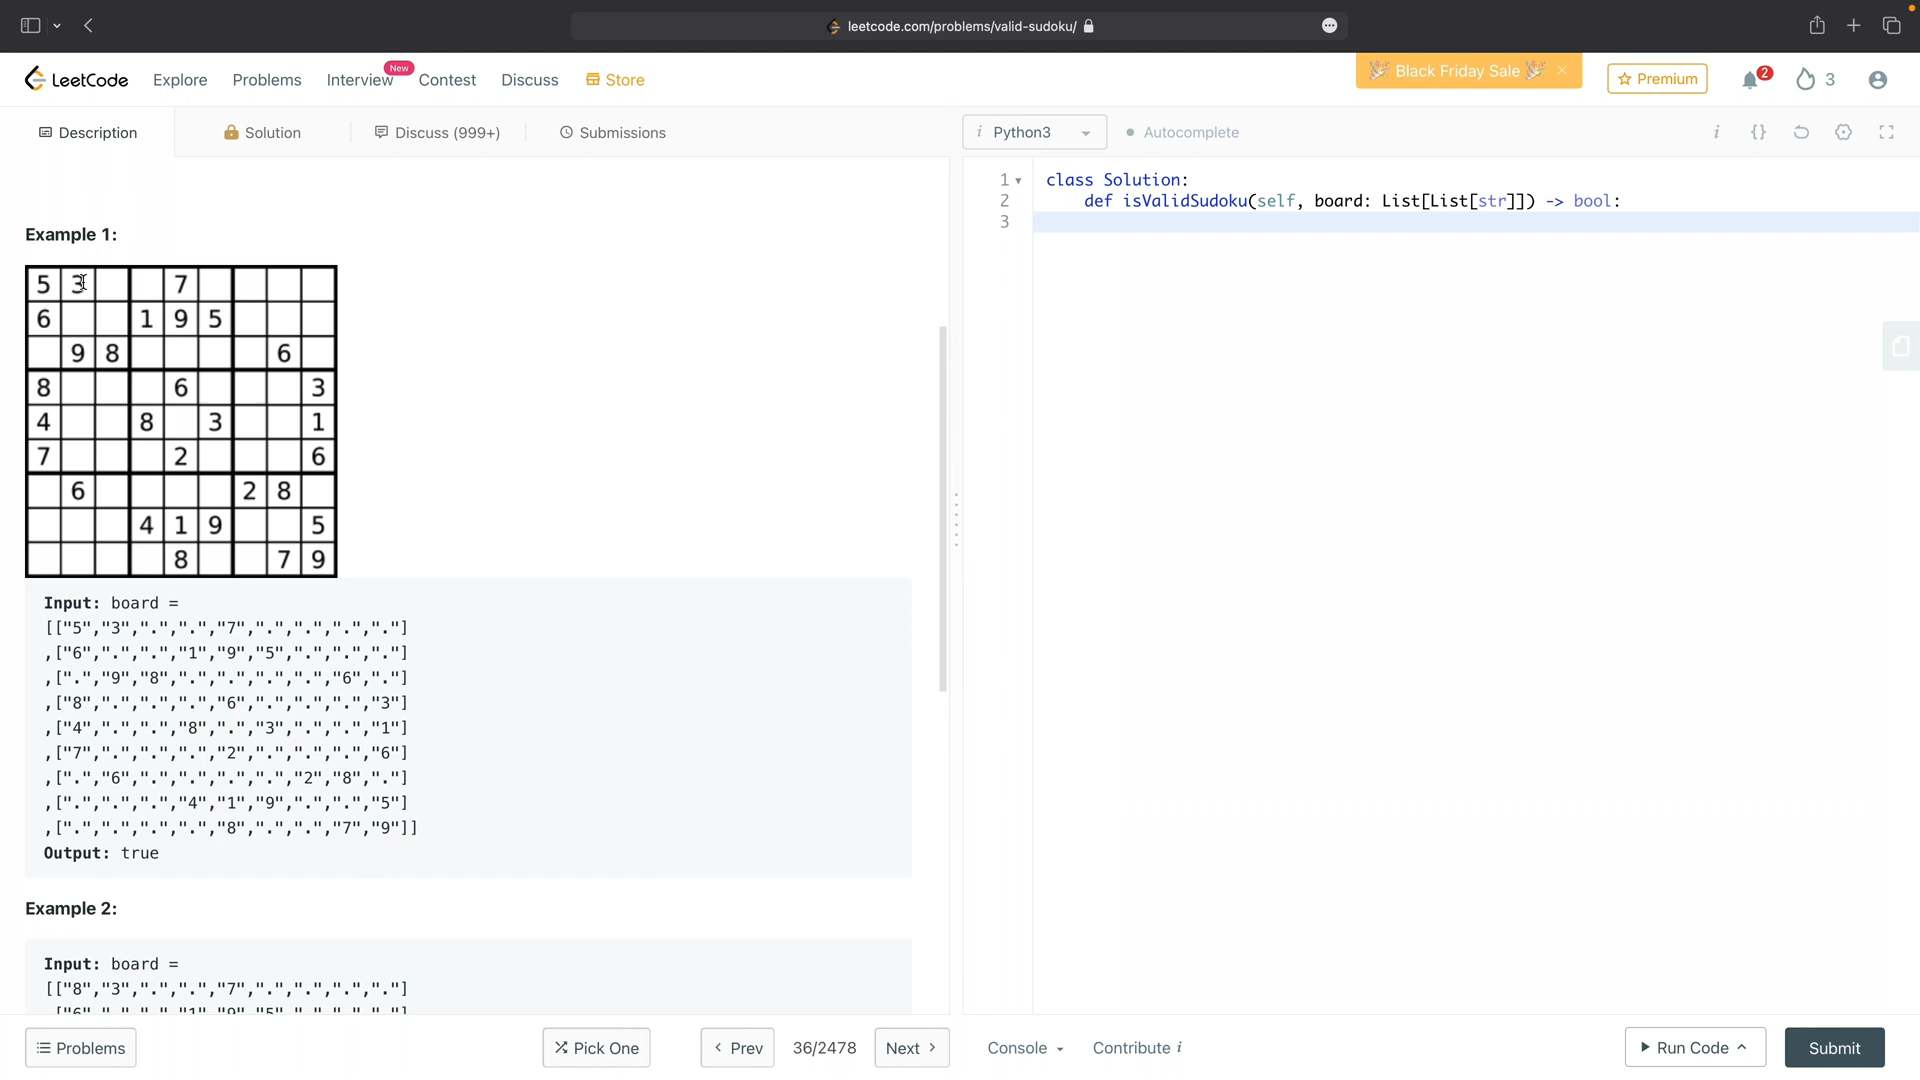 leetcode.com/problems/valid-sudoku/
LeetCode Explore Problems Interview New Contest Discuss Store Black Friday Sale Premium 2 3
Description Solution Discuss (999+) Submissions i Python3 Autocomplete i {}
Example 1:
5 3 7
6 1 9 5
9 8 6
8 6 3
4 8 3 1
7 2 6
6 2 8
4 1 9 5
8 7 9
Input: board =
[["5","3",".",".","7",".",".",".","."]
,["6",".",".","1","9","5",".",".","."]
,[".","9","8",".",".",".",".","6","."]
,["8",".",".",".","6",".",".",".","3"]
,["4",".",".","8",".","3",".",".","1"]
,["7",".",".",".","2",".",".",".","6"]
,[".","6",".",".",".",".","2","8","."]
,[".",".",".","4","1","9",".",".","5"]
,[".",".",".",".","8",".",".","7","9"]]
Output: true
Example 2:
Input: board =
[["8","3",".",".","7",".",".",".","."]
1 class Solution:
2 def isValidSudoku(self, board: List[List[str]]) -> bool:
3
Problems Pick One < Prev 36/2478 Next > Console Contribute i Run Code Submit